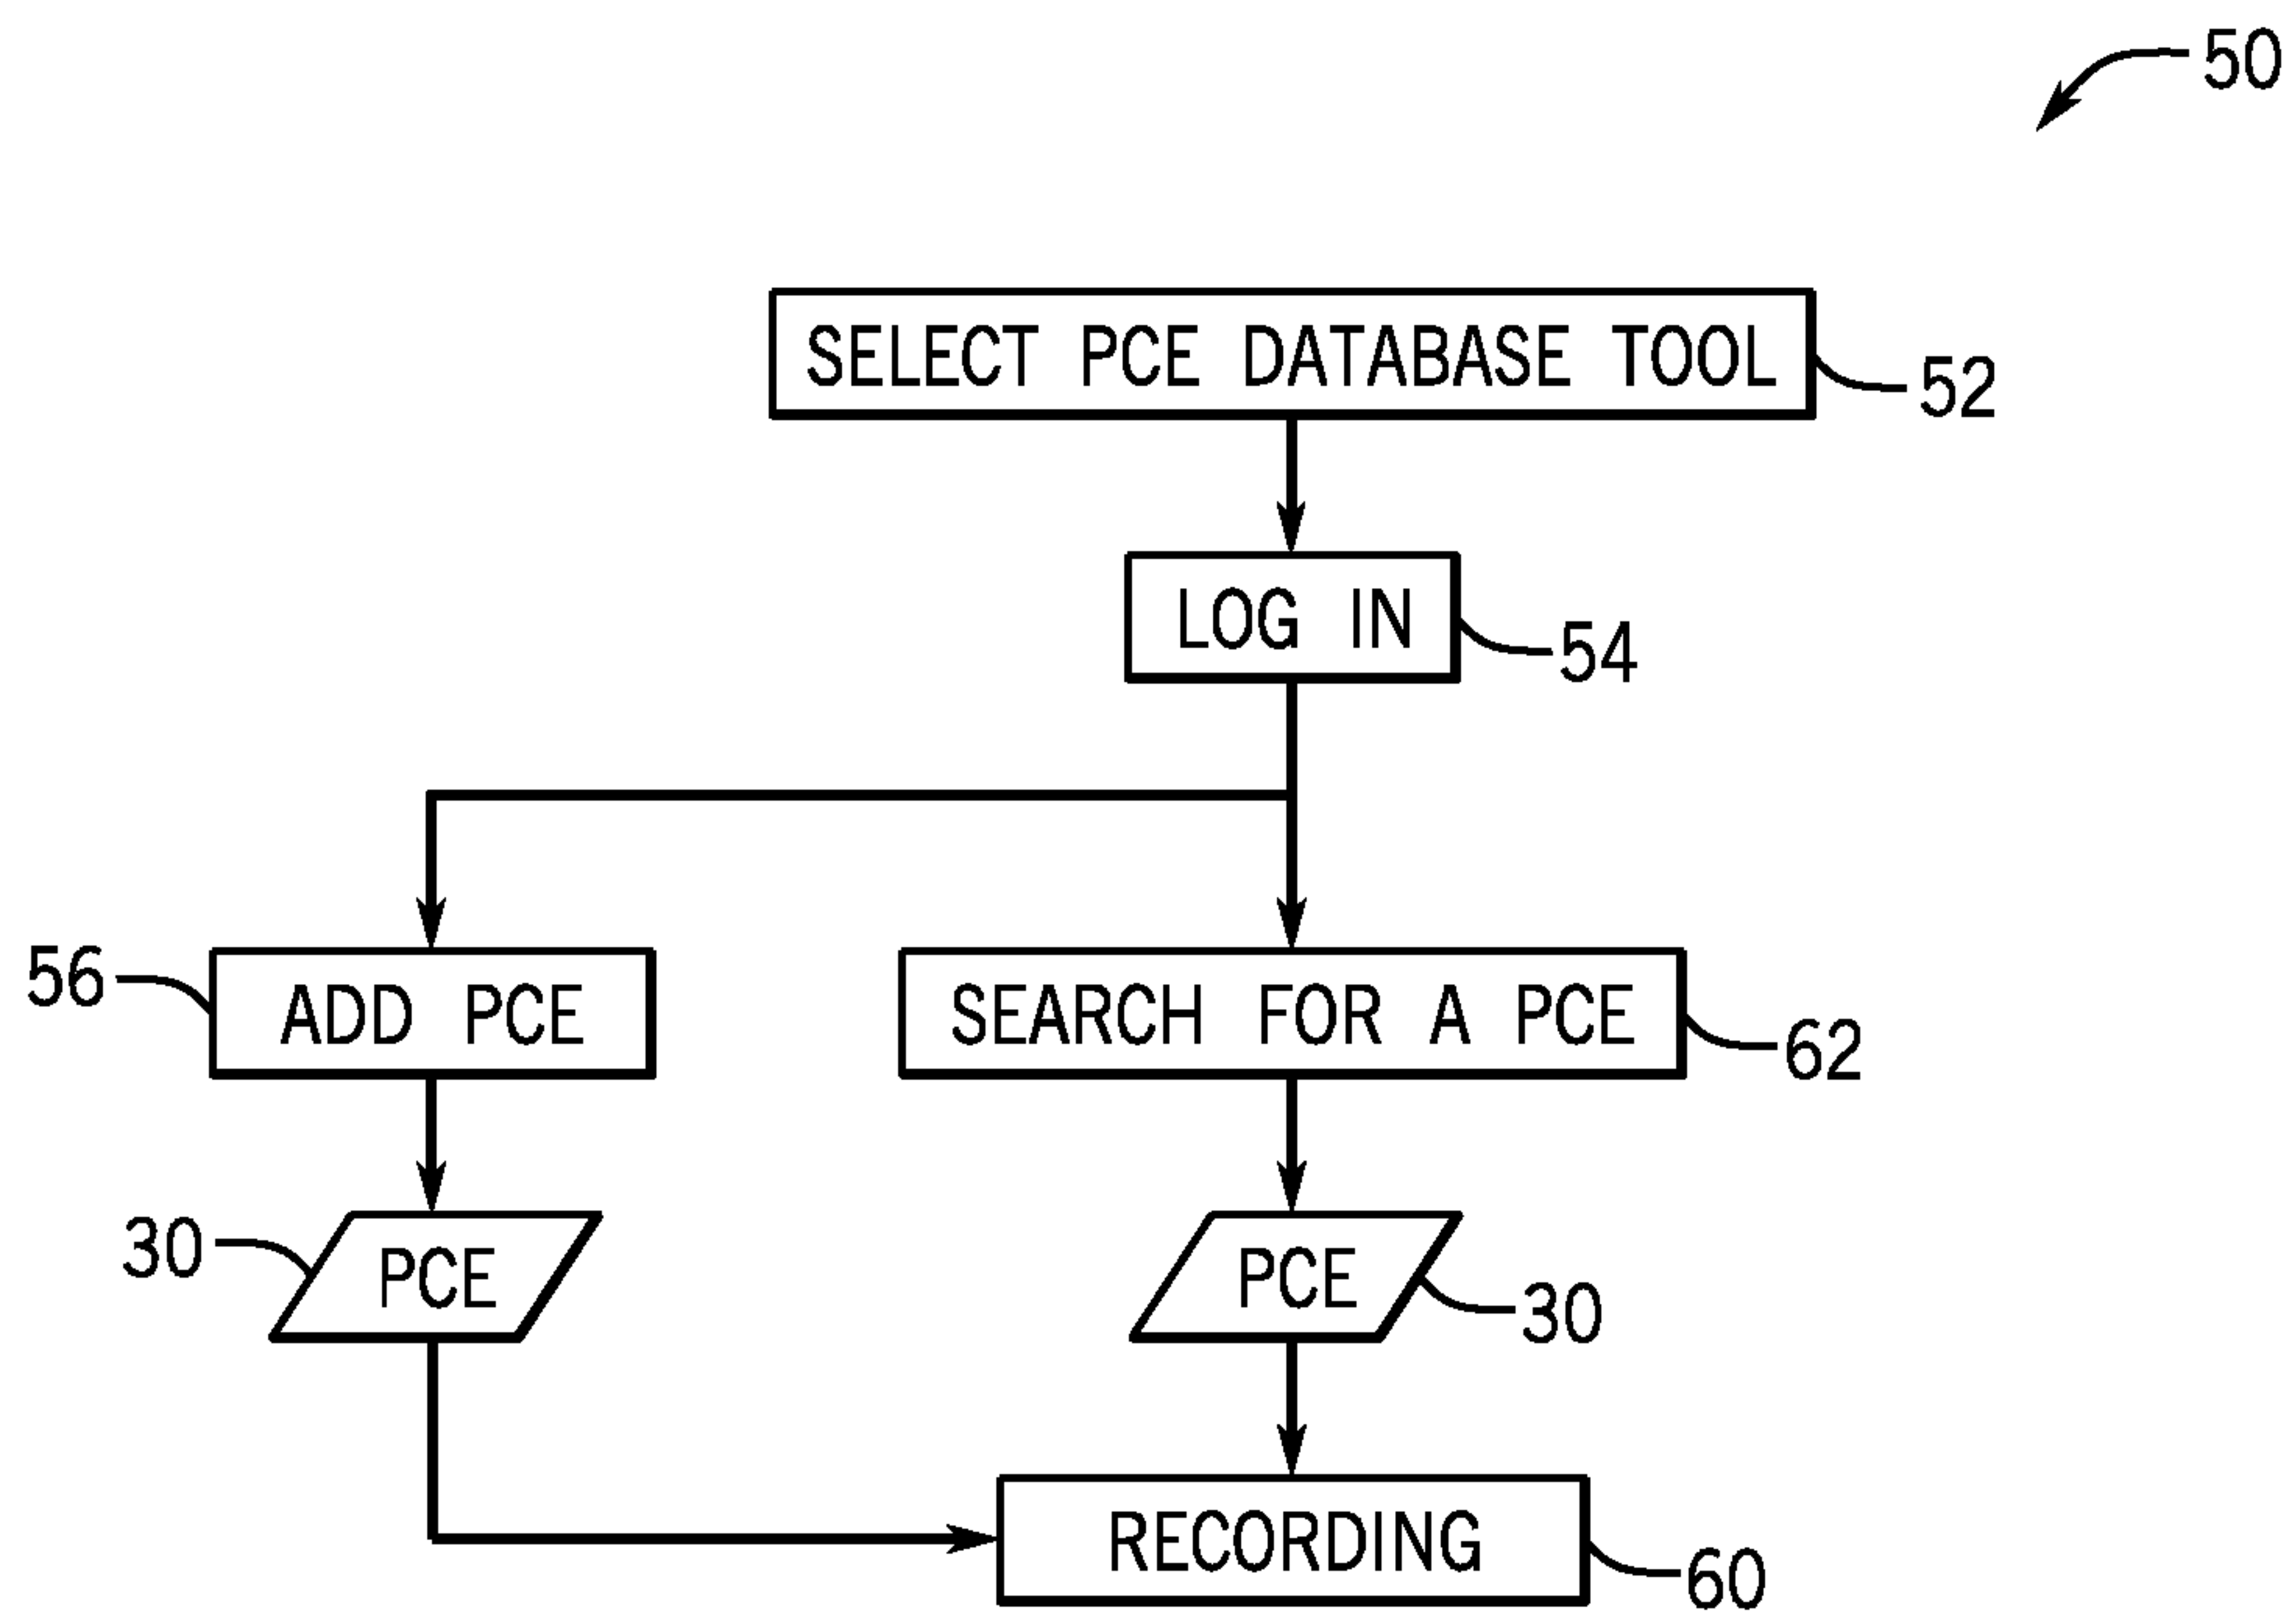 50
SELECT PCE DATABASE TOOL
52
LOG IN
54
56
ADD PCE
SEARCH FOR A PCE
62
30
PCE
PCE
30
RECORDING
60